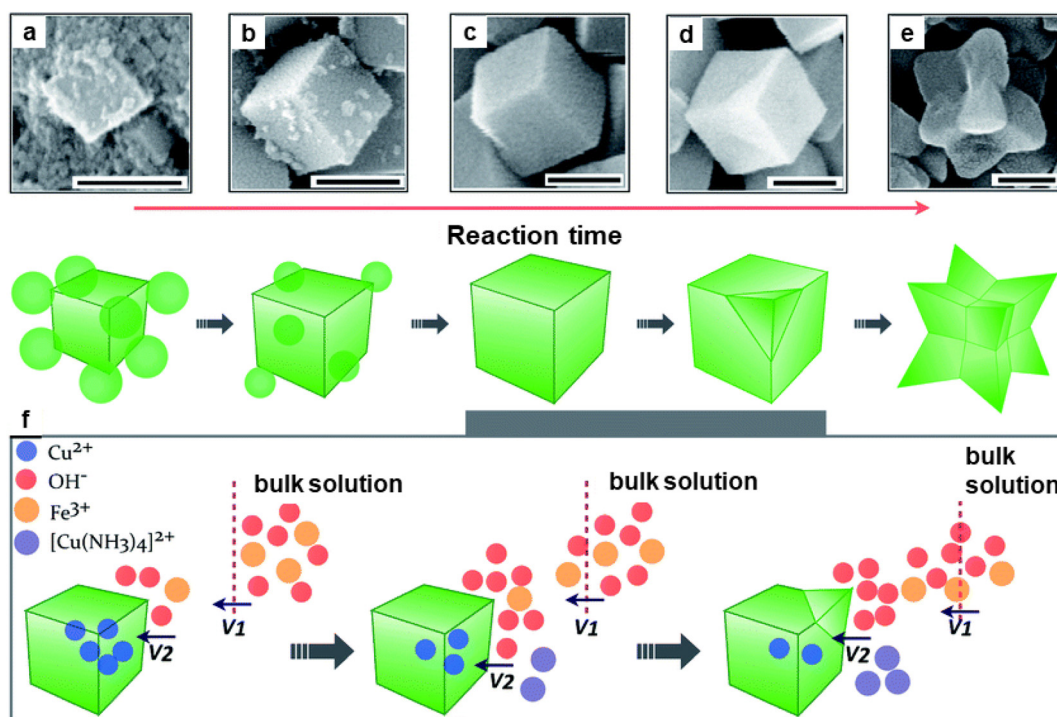 a
b
c
d
e
Reaction time
f
Cu²⁺
OH⁻
Fe³⁺
[Cu(NH3)4]²⁺
bulk solution
bulk solution
bulk
solution
V1
V2
V1
V2
V1
V2